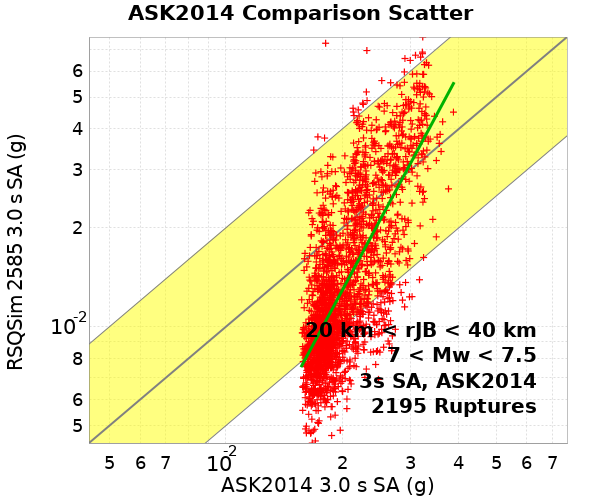 ASK2014 Comparison Scatter
RSQSim 2585 3.0 s SA (g)
6
5
4
3
2
10-2
8
6
5
20 km < rJB < 40 km
7 < Mw < 7.5
3s SA, ASK2014
2195 Ruptures
5 6 7 10-2 2 3 4 5 6 7
ASK2014 3.0 s SA (g)